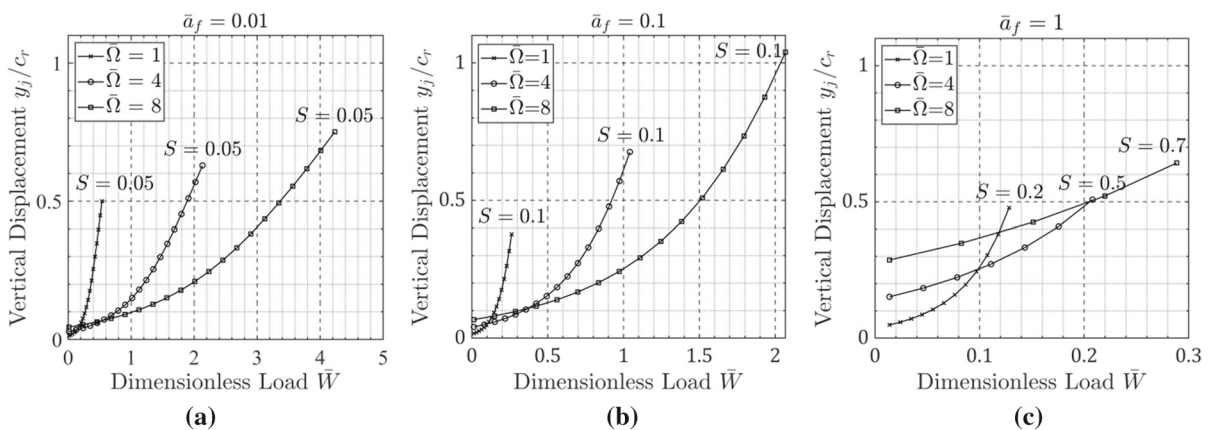 ā_f = 0.01
Vertical Displacement y_j/c_r
1
0.5
0
Ω̄ = 1
Ω̄ = 4
Ω̄ = 8
S = 0.05
S = 0.05
S = 0.05
0 1 2 3 4 5
Dimensionless Load W̄
(a)
ā_f = 0.1
Vertical Displacement y_j/c_r
1
0.5
0
Ω̄=1
Ω̄=4
Ω̄=8
S = 0.1
S = 0.1
S = 0.1
0 0.5 1 1.5 2
Dimensionless Load W̄
(b)
ā_f = 1
Vertical Displacement y_j/c_r
1
0.5
0
Ω̄=1
Ω̄=4
Ω̄=8
S = 0.7
S = 0.2
S = 0.5
0 0.1 0.2 0.3
Dimensionless Load W̄
(c)